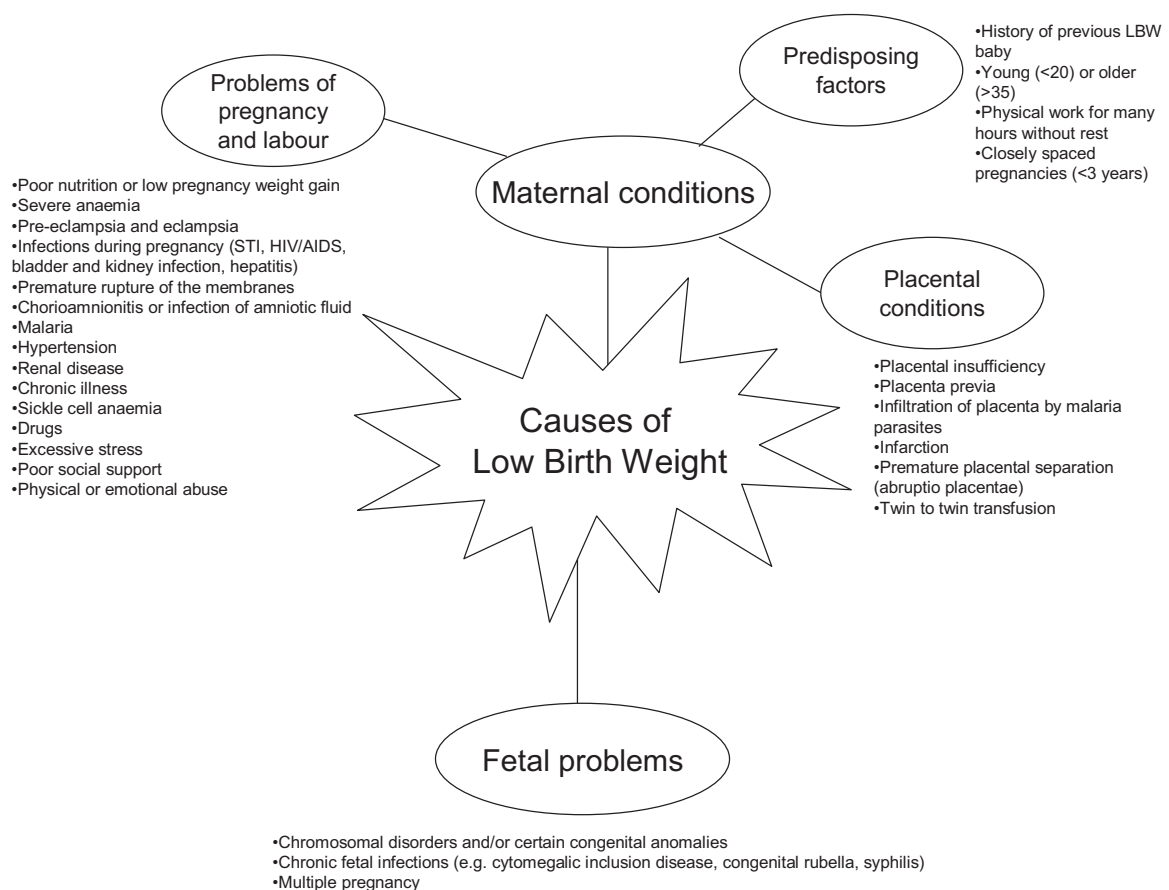 Problems of
pregnancy
and labour
•Poor nutrition or low pregnancy weight gain
•Severe anaemia
•Pre-eclampsia and eclampsia
•Infections during pregnancy (STI, HIV/AIDS,
bladder and kidney infection, hepatitis)
•Premature rupture of the membranes
•Chorioamnionitis or infection of amniotic fluid
•Malaria
•Hypertension
•Renal disease
•Chronic illness
•Sickle cell anaemia
•Drugs
•Excessive stress
•Poor social support
•Physical or emotional abuse
Maternal conditions
Predisposing
factors
•History of previous LBW
baby
•Young (<20) or older
(>35)
•Physical work for many
hours without rest
•Closely spaced
pregnancies (<3 years)
Placental
conditions
•Placental insufficiency
•Placenta previa
•Infiltration of placenta by malaria
parasites
•Infarction
•Premature placental separation
(abruptio placentae)
•Twin to twin transfusion
Causes of
Low Birth Weight
Fetal problems
•Chromosomal disorders and/or certain congenital anomalies
•Chronic fetal infections (e.g. cytomegalic inclusion disease, congenital rubella, syphilis)
•Multiple pregnancy